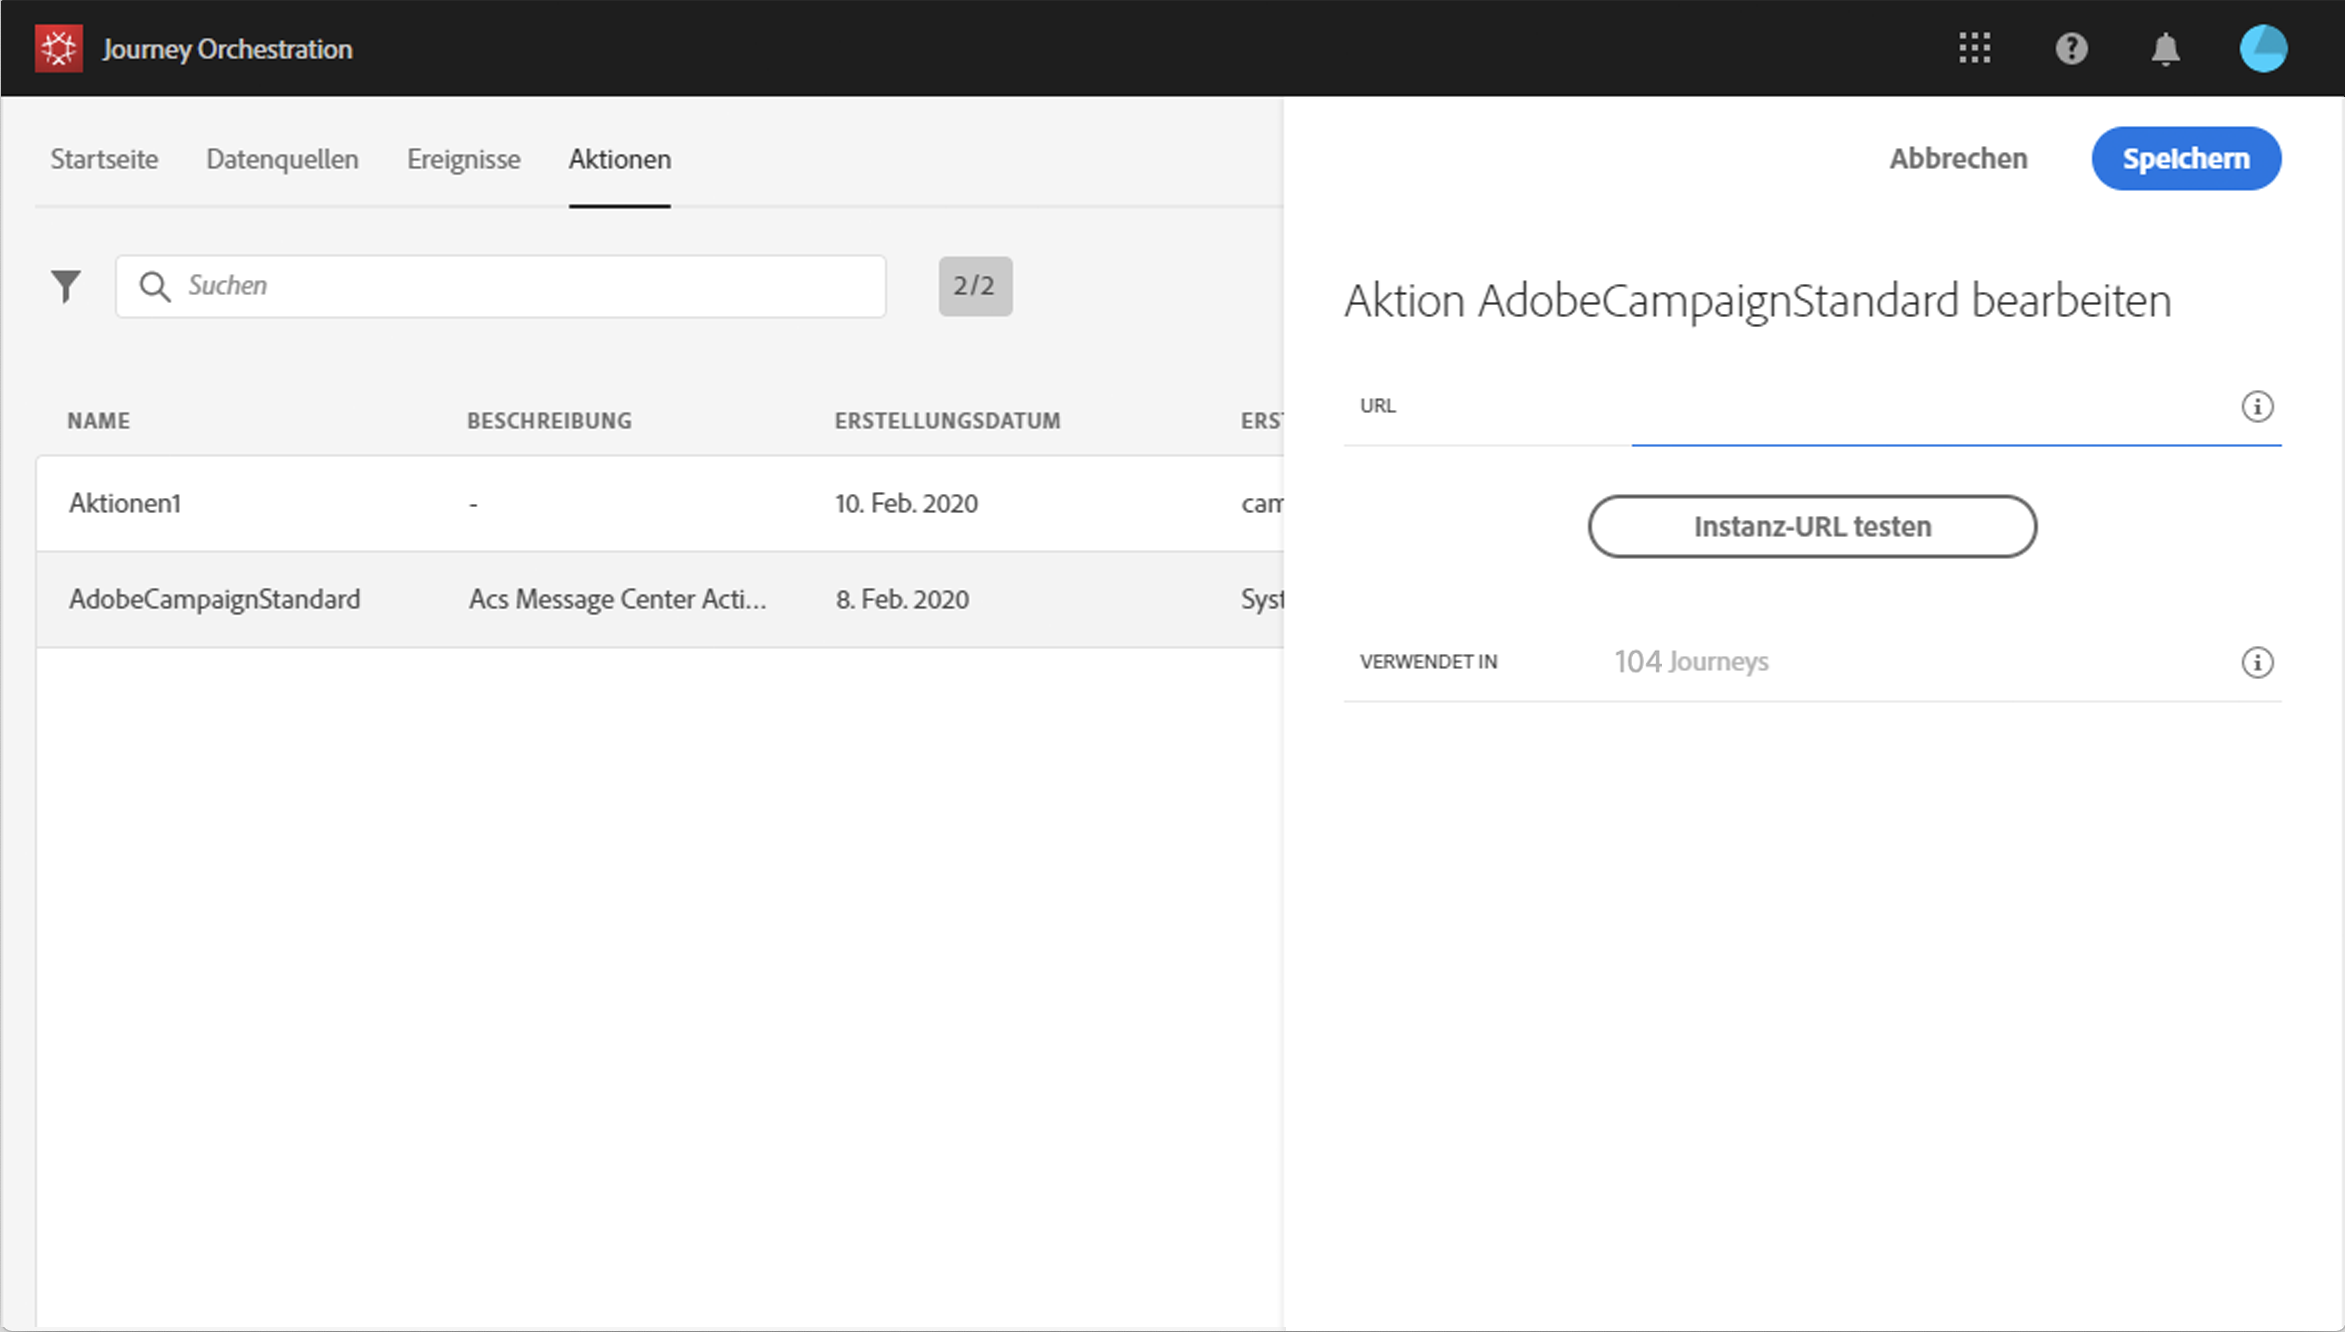 Journey Orchestration
Startseite Datenquellen Ereignisse Aktionen
Abbrechen Speichern
Suchen 2/2
Aktion AdobeCampaignStandard bearbeiten
URL
NAME BESCHREIBUNG ERSTELLUNGSDATUM ERS
Aktionen1 - 10. Feb. 2020 cam
Instanz-URL testen
AdobeCampaignStandard Acs Message Center Acti... 8. Feb. 2020 Syst
VERWENDET IN 104 Journeys